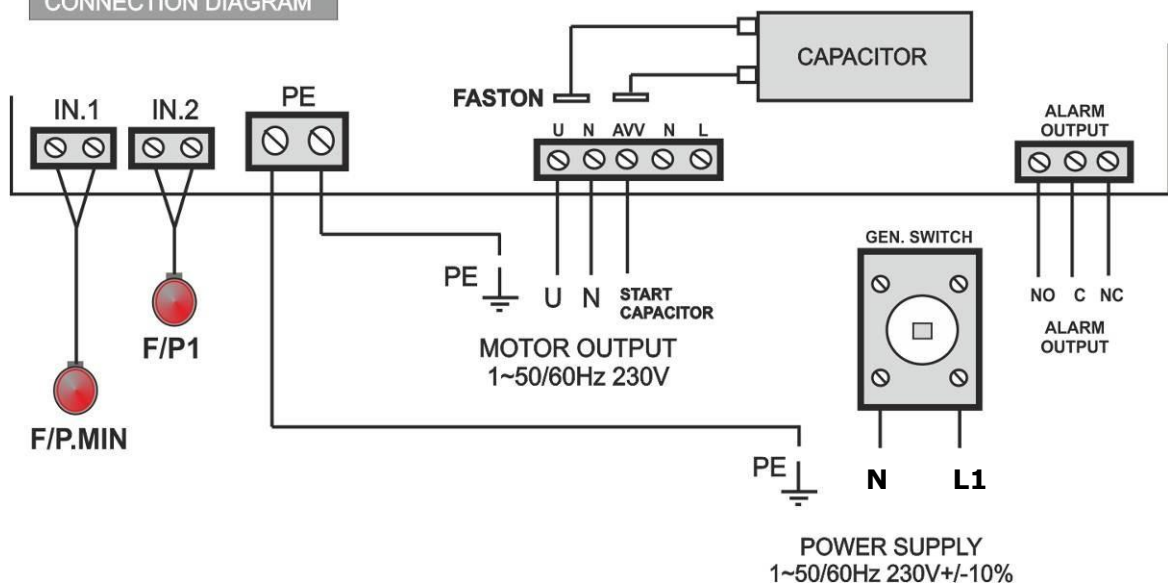 CONNECTION DIAGRAM
CAPACITOR
FASTON
IN.1
IN.2
PE
U N AVV N L
ALARM
OUTPUT
GEN. SWITCH
PE
U N START
CAPACITOR
NO C NC
ALARM
OUTPUT
F/P1
MOTOR OUTPUT
1~50/60Hz 230V
F/P.MIN
PE
N L1
POWER SUPPLY
1~50/60Hz 230V+/-10%